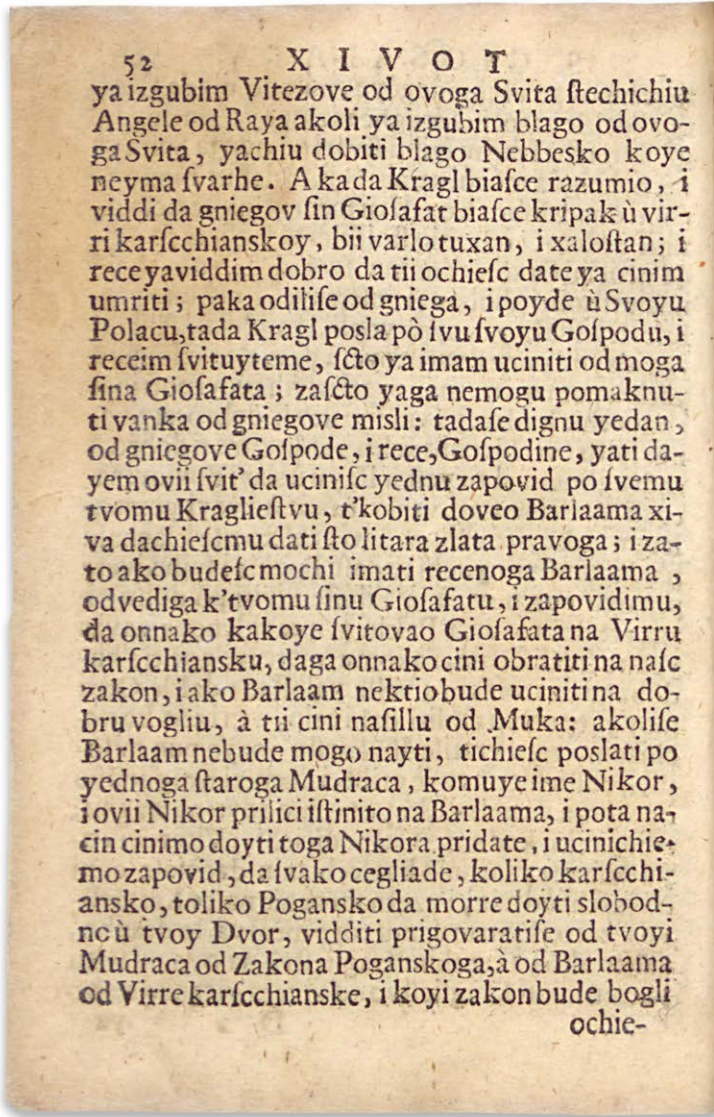 52 X I V O T
ya izgubim Vitezove od ovoga Svita ſtechichiu
Angele od Raya akoli ya izgubim blago od ovo-
ga Svita, yachiu dobiti blago Nebbesko koye
neyma ſvarhe. A kada Kragl biaſce razumio, i
viddi da gniegov ſin Gioſafat biaſce kripak ù vir-
ri karſcchianskoy, bii varlo tuxan, i xaloſtan; i
rece ya viddim dobro da tii ochieſc date ya cinim
umriti; paka odiliſe od gniega, i poyde ù Svoyu
Polacu, tada Kragl posla pò ſvu ſvoyu Goſpodu, i
receim ſvituyteme, ſcto ya imam uciniti od moga
ſina Gioſafata; zaſcto yaga nemogu pomaknu-
ti vanka od gniegove misli: tadaſe dignu yedan,
od gniegove Goſpode, i rece, Goſpodine, yati da-
yem ovii ſvit' da uciniſc yednu zapovid po ſvemu
tvomu Kraglieſtvu, t'kobiti doveo Barlaama xi-
va dachieſcmu dati ſto litara zlata pravoga; i za-
to ako budeſc mochi imati recenoga Barlaama,
odvediga k'tvomu ſinu Gioſafatu, i zapovidimu,
da onnako kakoye ſvitovao Gioſafata na Virru
karſcchiansku, daga onnako cini obratiti na naſc
zakon, i ako Barlaam nektiobude uciniti na do-
bru vogliu, à tii cini naſillu od Muka: akoliſe
Barlaam nebude mogo nayti, tichieſc poslati po
yednoga ſtaroga Mudraca, komuye ime Nikor,
i ovii Nikor prilici iſtinito na Barlaama, i pota na-
cin cinimo doyti toga Nikora pridate, i ucinichie-
mo zapovid, da ſvako cegliade, koliko karſcchi-
ansko, toliko Pogansko da morre doyti slobod-
no ù tvoy Dvor, vidditi prigovaratiſe od tvoyi
Mudraca od Zakona Poganskoga, à od Barlaama
od Virre karſcchianske, i koyi zakon bude bogli
ochie-